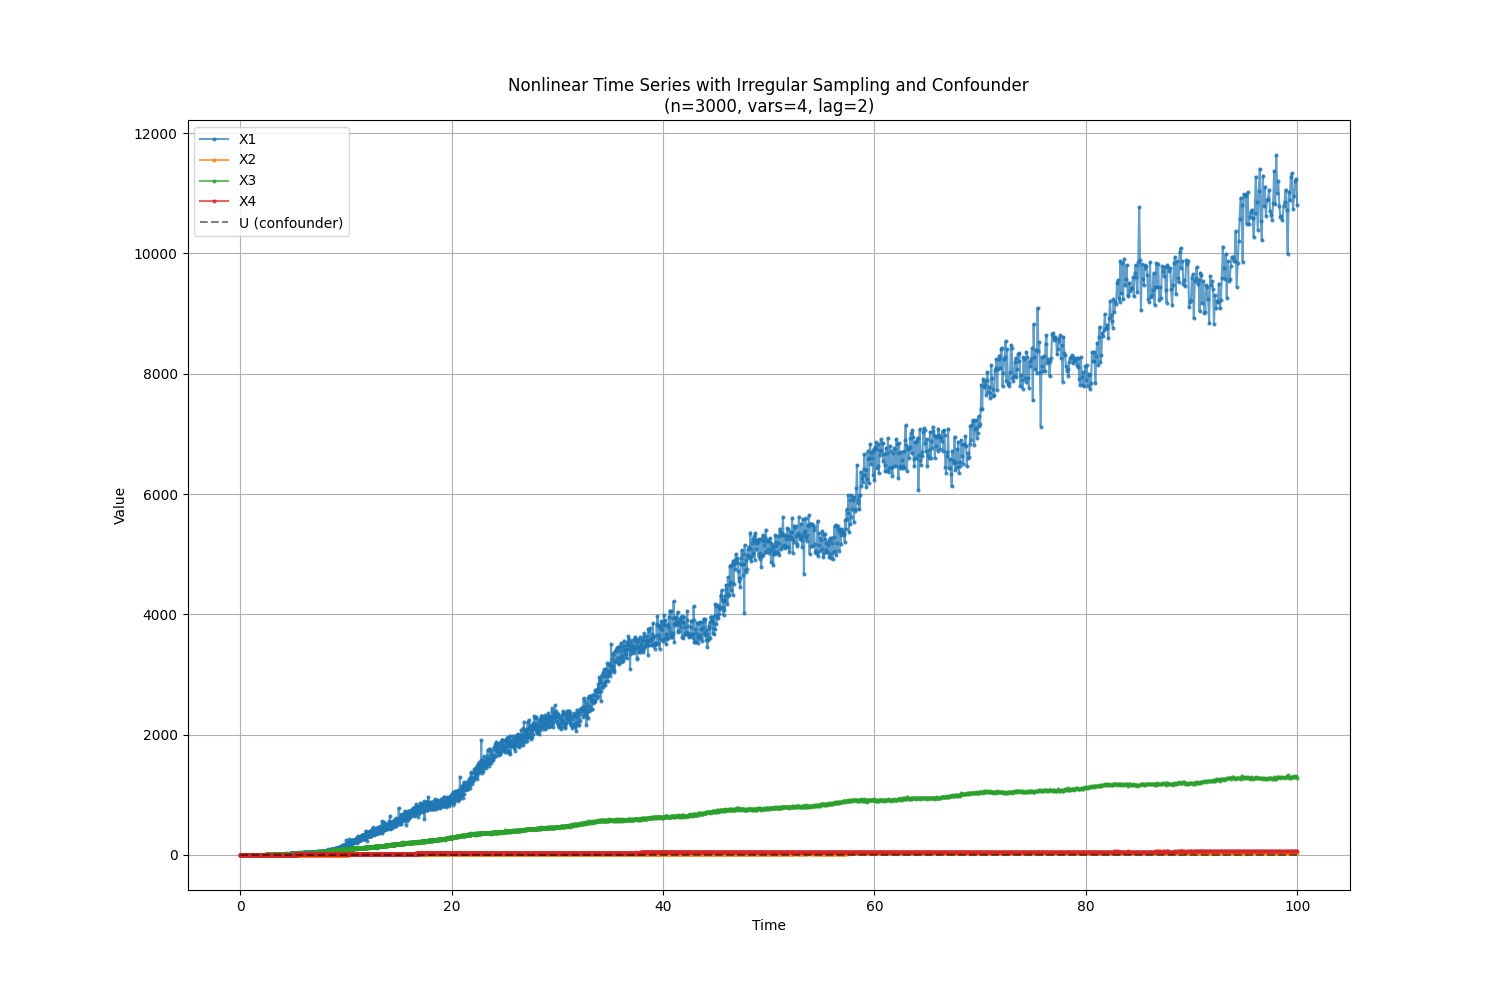 Nonlinear Time Series with Irregular Sampling and Confounder
(n=3000, vars=4, lag=2)
X1
X2
X3
X4
U (confounder)
Value
12000
10000
8000
6000
4000
2000
0
0 20 40 60 80 100
Time